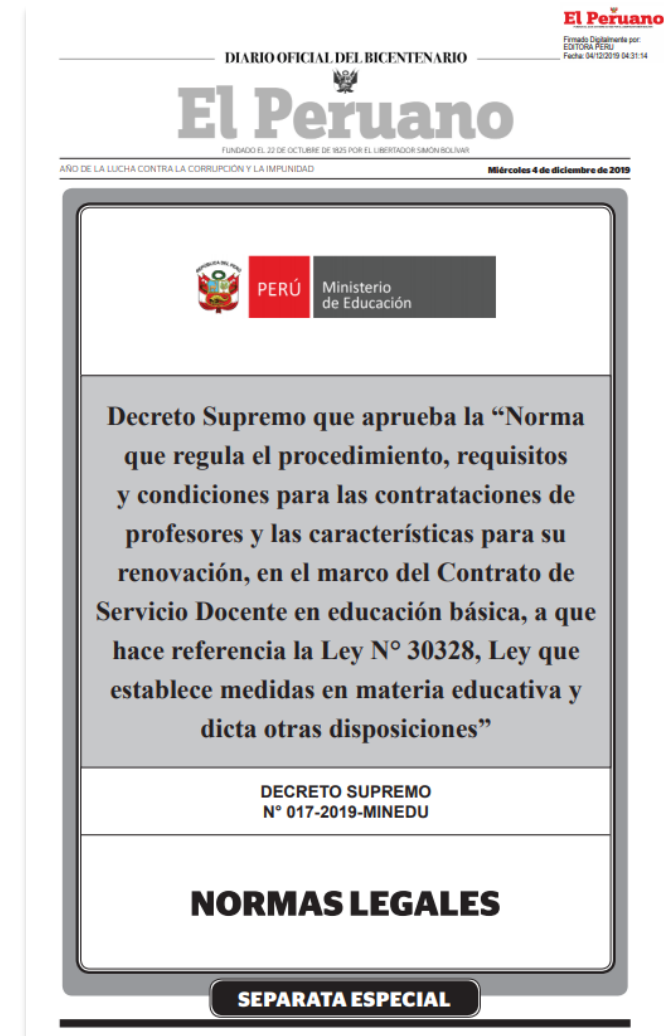 El Peruano
Firmado Digitalmente por:
EDITORA PERU
Fecha: 04/12/2019 04:31:14
DIARIO OFICIAL DEL BICENTENARIO
El Peruano
FUNDADO EL 22 DE OCTUBRE DE 1825 POR EL LIBERTADOR SIMÓN BOLÍVAR
AÑO DE LA LUCHA CONTRA LA CORRUPCIÓN Y LA IMPUNIDAD
Miércoles 4 de diciembre de 2019
REPUBLICA DEL PERÚ
PERÚ
Ministerio
de Educación
Decreto Supremo que aprueba la “Norma
que regula el procedimiento, requisitos
y condiciones para las contrataciones de
profesores y las características para su
renovación, en el marco del Contrato de
Servicio Docente en educación básica, a que
hace referencia la Ley N° 30328, Ley que
establece medidas en materia educativa y
dicta otras disposiciones”
DECRETO SUPREMO
N° 017-2019-MINEDU
NORMAS LEGALES
SEPARATA ESPECIAL